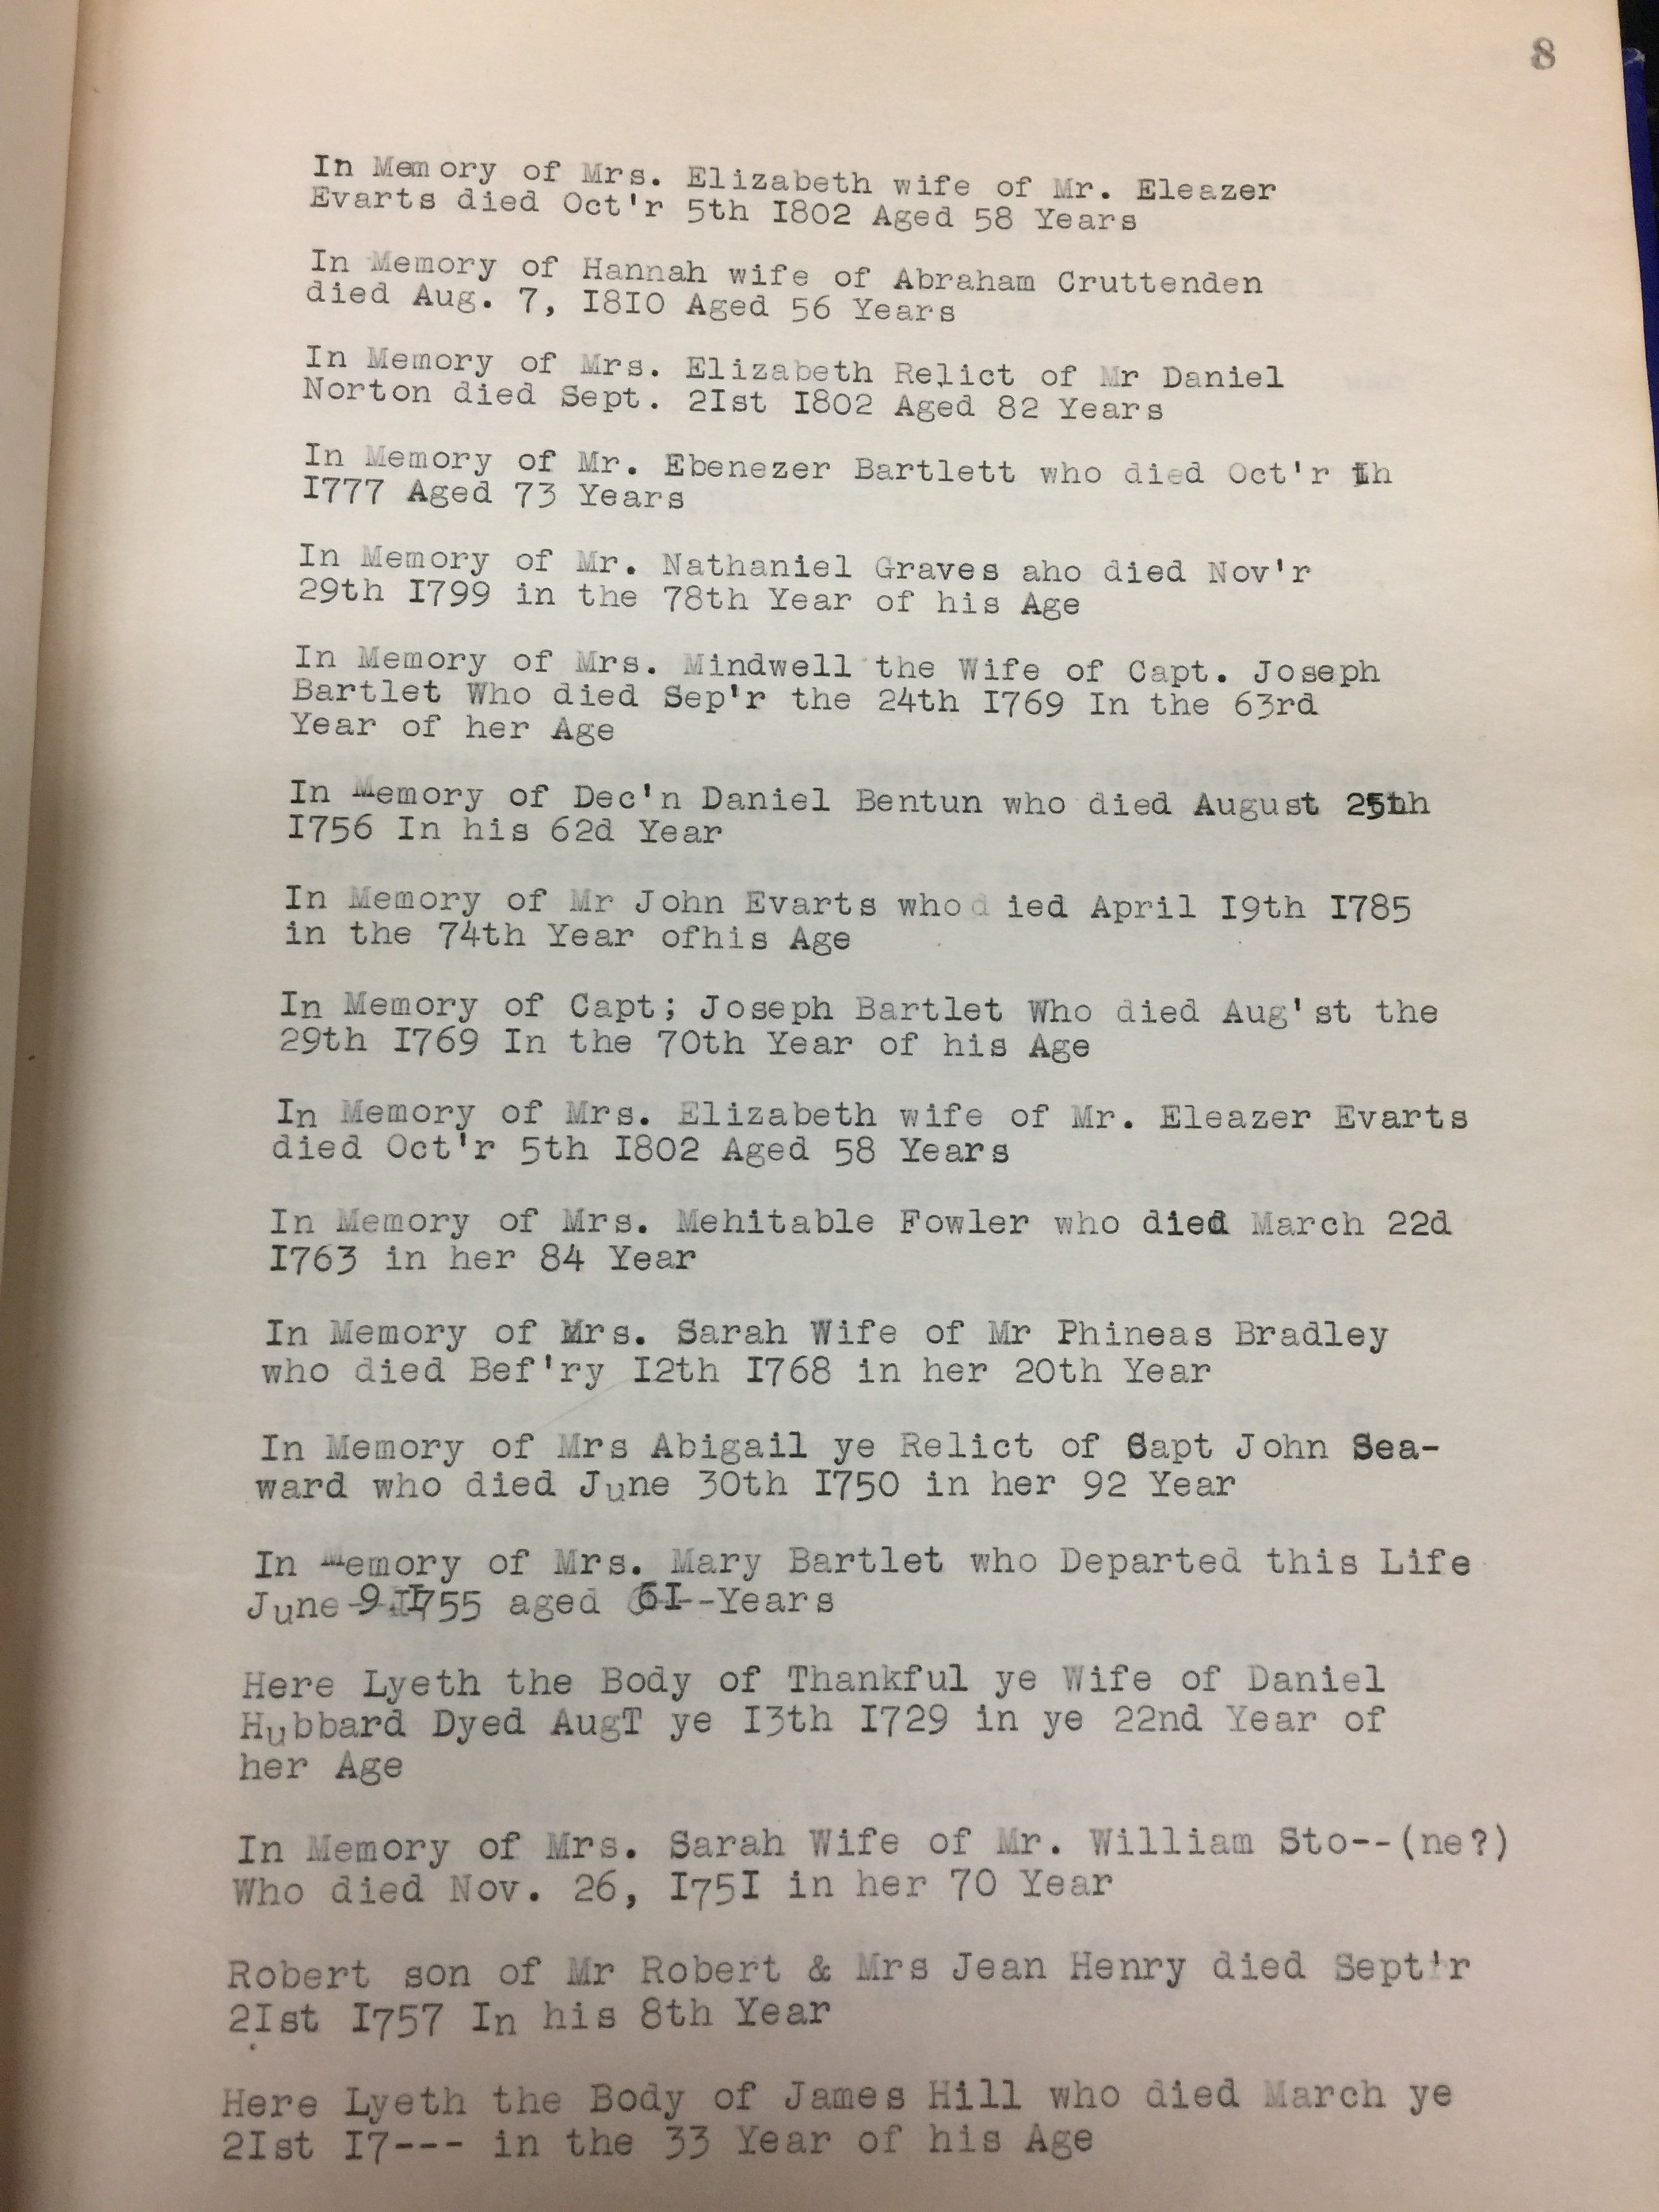 8
In Memory of Mrs. Elizabeth wife of Mr. Eleazer
Evarts died Oct'r 5th I802 Aged 58 Years
In Memory of Hannah wife of Abraham Cruttenden
died Aug. 7, I8IO Aged 56 Years
In Memory of Mrs. Elizabeth Relict of Mr Daniel
Norton died Sept. 2Ist I802 Aged 82 Years
In Memory of Mr. Ebenezer Bartlett who died Oct'r
I777 Aged 73 Years
In Memory of Mr. Nathaniel Graves aho died Nov'r
29th I799 in the 78th Year of his Age
In Memory of Mrs. Mindwell the Wife of Capt. Joseph
Bartlet Who died Sep'r the 24th I769 In the 63rd
Year of her Age
In Memory of Dec'n Daniel Bentun who died August 25th
I756 In his 62d Year
In Memory of Mr John Evarts whod ied April I9th I785
in the 74th Year ofhis Age
In Memory of Capt; Joseph Bartlet Who died Aug'st the
29th I769 In the 70th Year of his Age
In Memory of Mrs. Elizabeth wife of Mr. Eleazer Evarts
died Oct'r 5th I802 Aged 58 Years
In Memory of Mrs. Mehitable Fowler who died March 22d
I763 in her 84 Year
In Memory of Mrs. Sarah Wife of Mr Phineas Bradley
who died Bef'ry I2th I768 in her 20th Year
In Memory of Mrs Abigail ye Relict of Capt John Sea-
ward who died June 30th I750 in her 92 Year
In Memory of Mrs. Mary Bartlet who Departed this Life
June 9 I755 aged 6I--Years
Here Lyeth the Body of Thankful ye Wife of Daniel
Hubbard Dyed AugT ye I3th I729 in ye 22nd Year of
her Age
In Memory of Mrs. Sarah Wife of Mr. William Sto--(ne?)
Who died Nov. 26, I75I in her 70 Year
Robert son of Mr Robert & Mrs Jean Henry died Sept'r
2Ist I757 In his 8th Year
Here Lyeth the Body of James Hill who died March ye
2Ist I7--- in the 33 Year of his Age